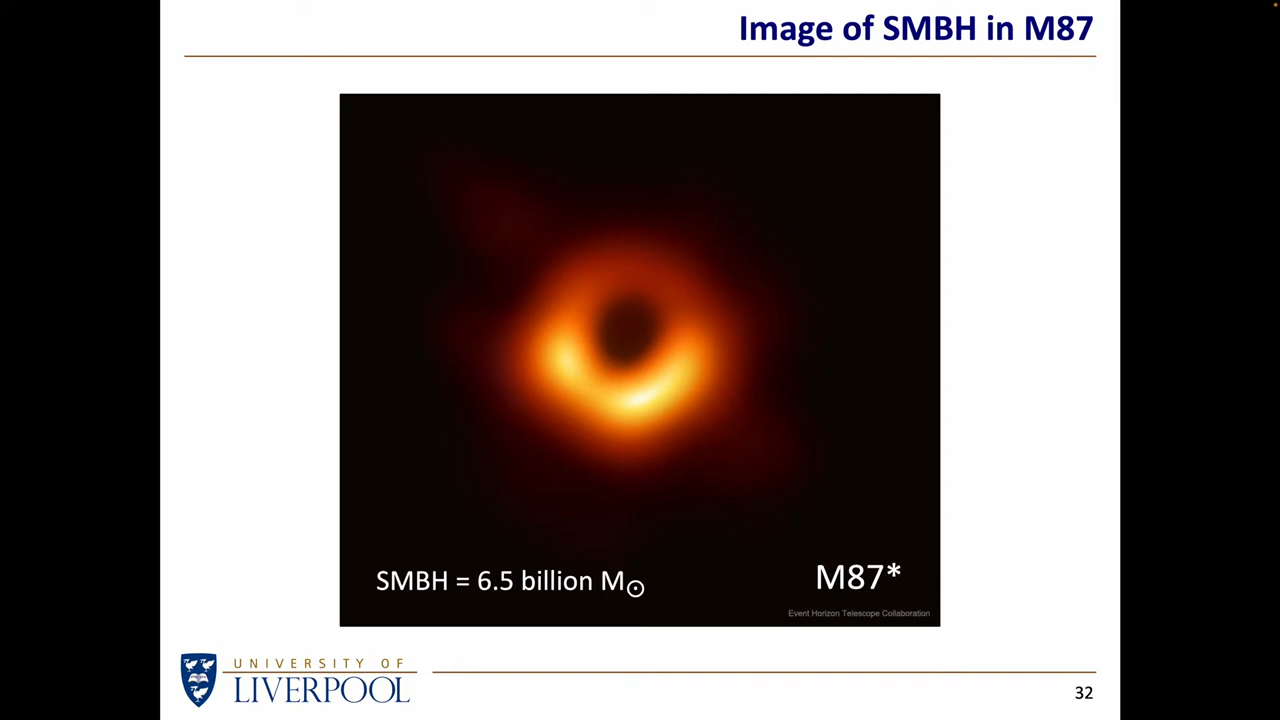 Image of SMBH in M87
SMBH = 6.5 billion M☉
M87*
Event Horizon Telescope Collaboration
UNIVERSITY OF
LIVERPOOL
32